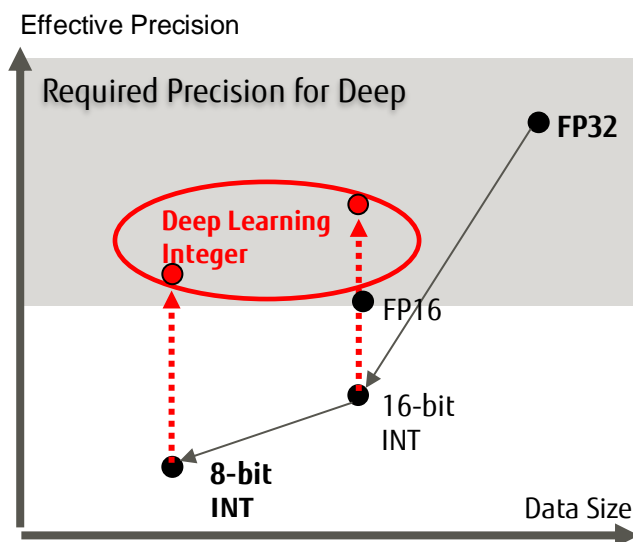 Effective Precision
Required Precision for Deep
FP32
Deep Learning
Integer
FP16
16-bit
INT
8-bit
INT
Data Size